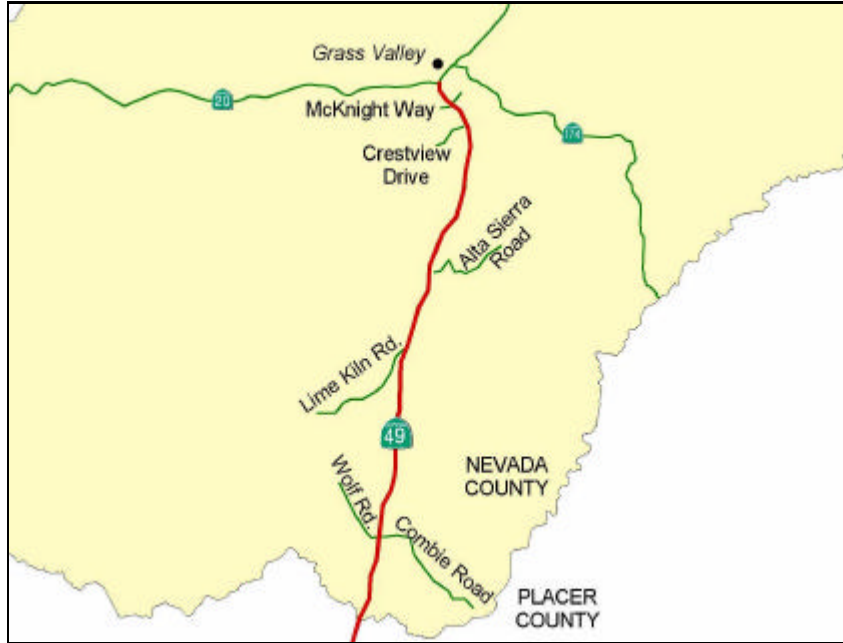 Grass Valley
20
McKnight Way
174
Crestview
Drive
Alta Sierra
Road
Lime Kiln Rd.
49
NEVADA
COUNTY
Wolf Rd.
Combie Road
PLACER
COUNTY